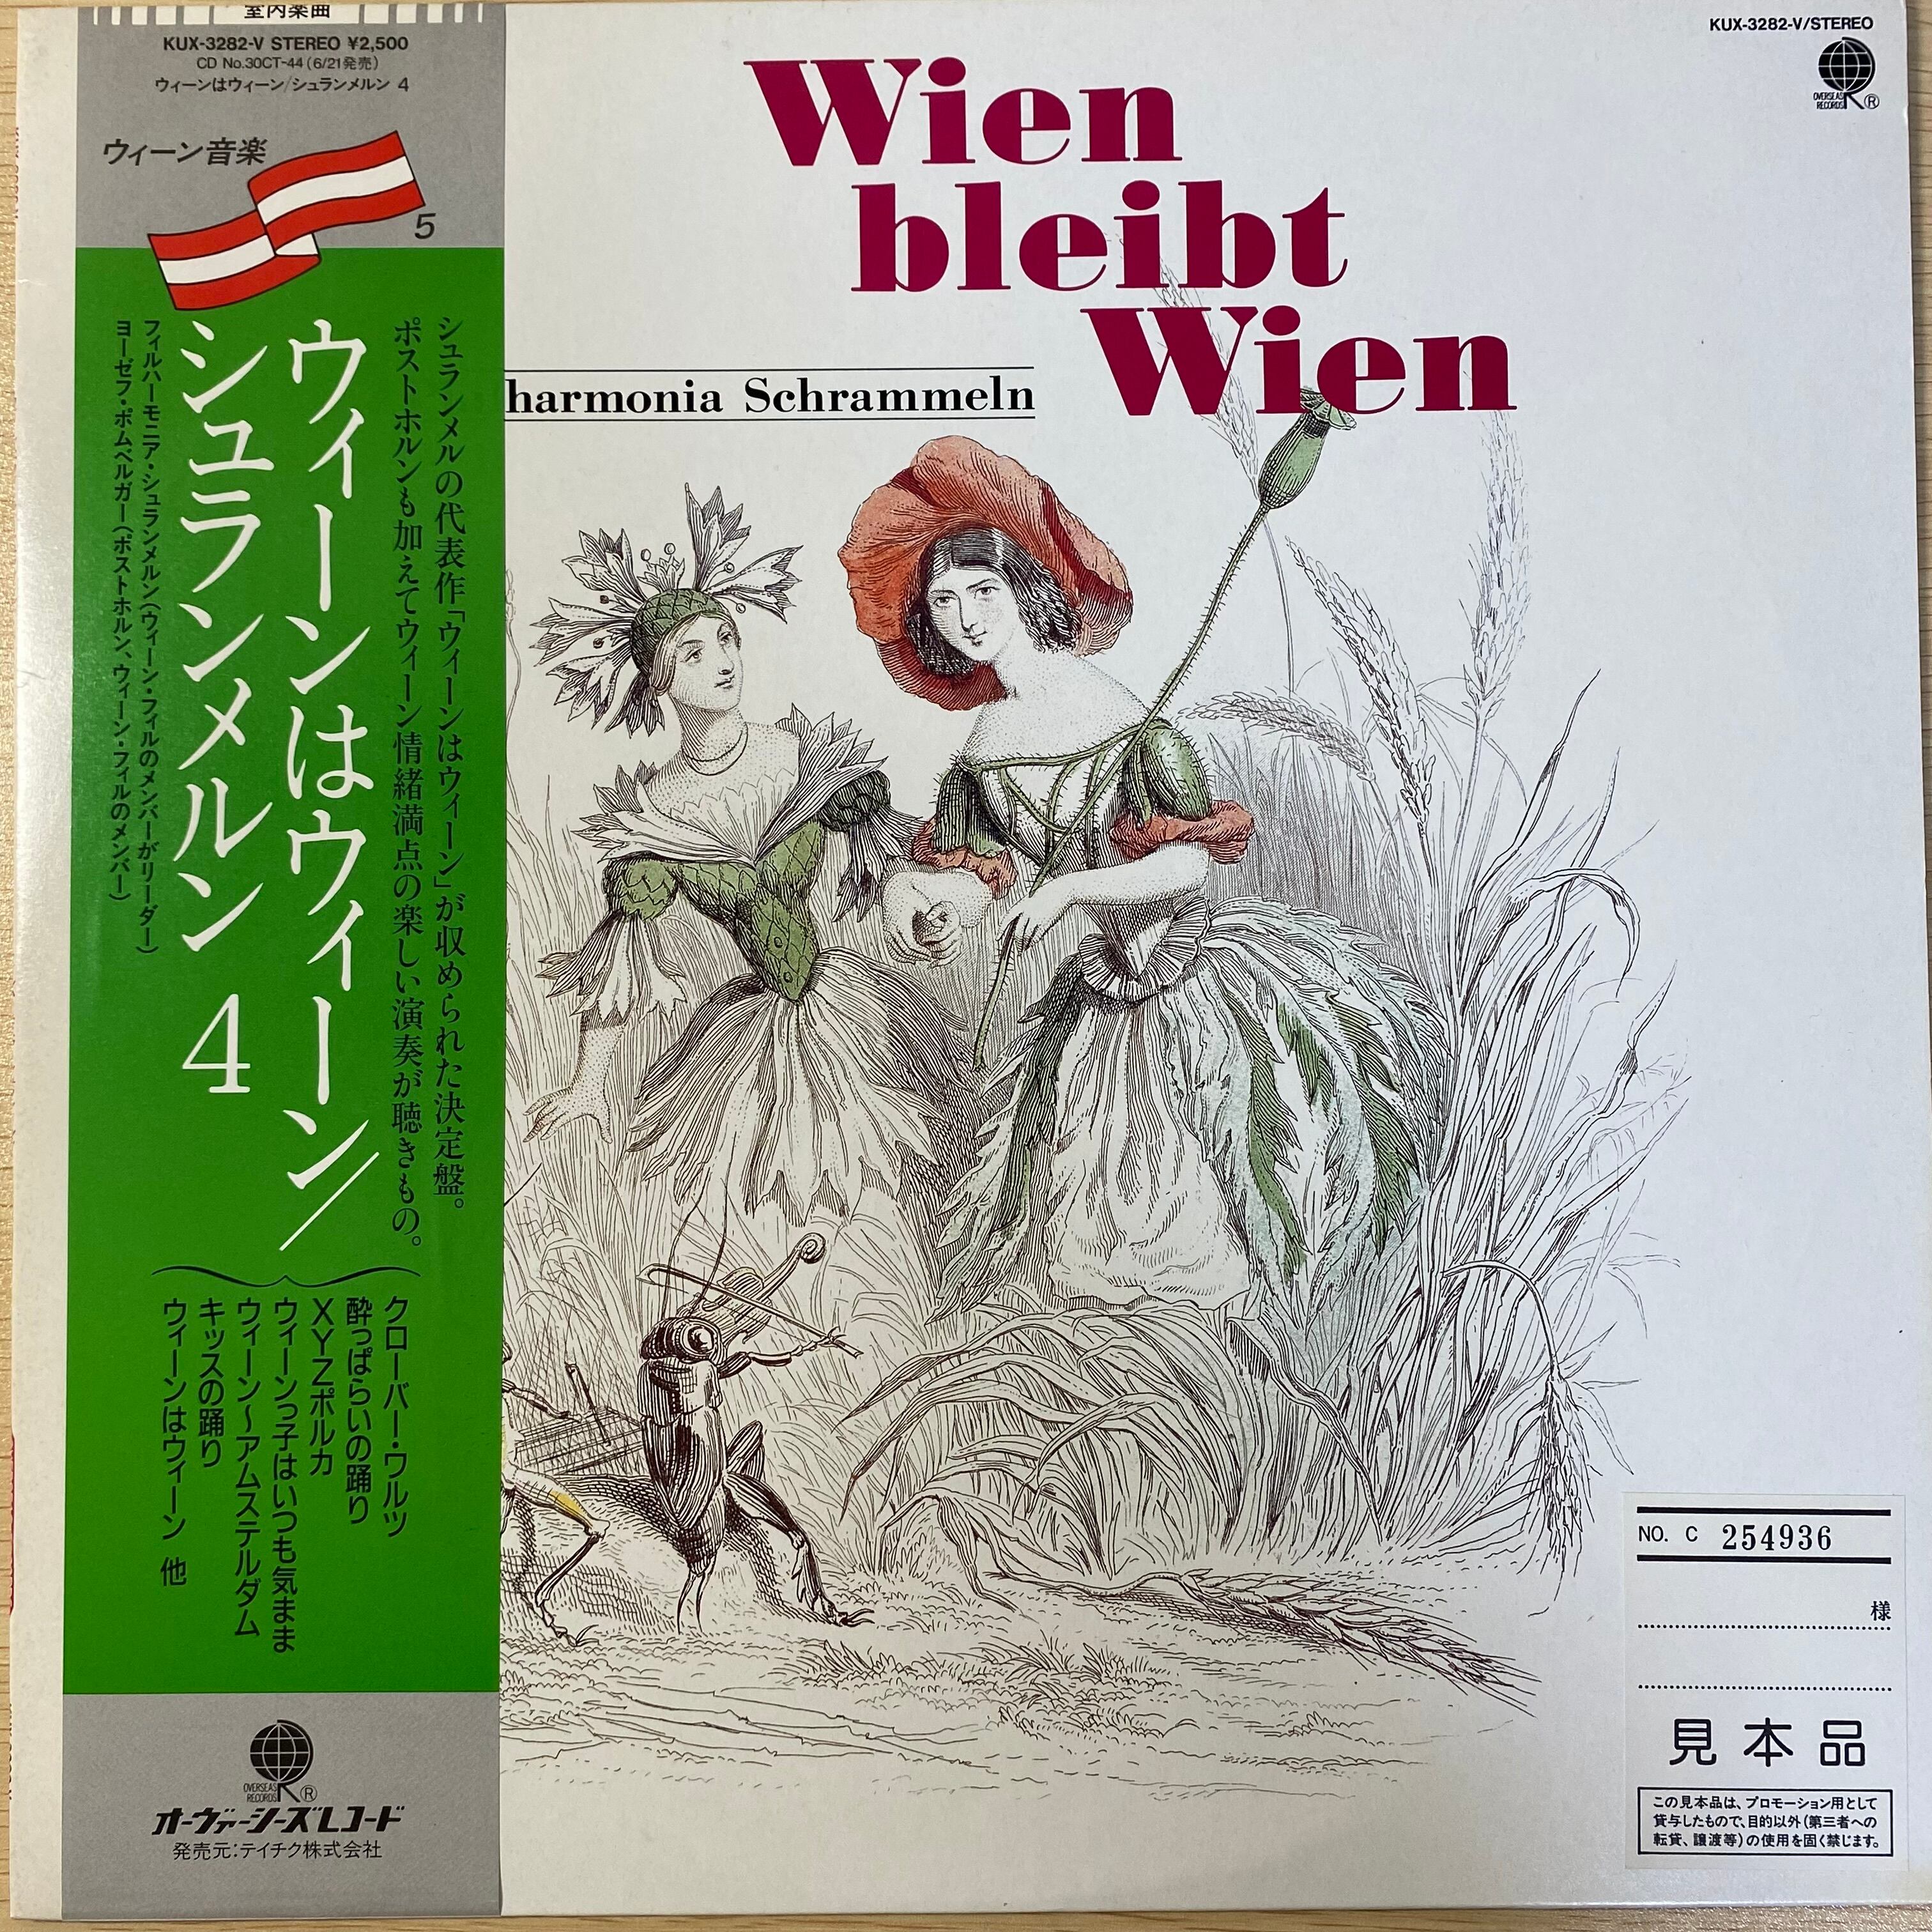 室内楽曲
KUX-3282-V STEREO ¥2,500
CD No.30CT-44(6/21発売)
ウィーンはウィーン/シュランメルン 4
ウィーン音楽
5
シュランメルの代表作「ウィーンはウィーン」が収められた決定盤。
ポストホルンも加えてウィーン情緒満点の楽しい演奏が聴きもの。
ウィーンはウィーン/
シュランメルン 4
フィルハーモニア・シュランメルン(ウィーン・フィルのメンバーがリーダー)
ヨーゼフ・ポムベルガー(ポストホルン、ウィーン・フィルのメンバー)
クローバー・ワルツ
酔っぱらいの踊り
XYZポルカ
ウィーンっ子はいつも気まま
ウィーン〜アムステルダム
キッスの踊り
ウィーンはウィーン 他
OVERSEAS
RECORDS
®
オーヴァーシーズレコード
発売元:テイチク株式会社
KUX-3282-V/STEREO
OVERSEAS
RECORDS
®
Wien
bleibt
Wien
harmonia Schrammeln
NO. C 254936
様
見本品
この見本品は、プロモーション用として
貸与したもので、目的以外(第三者への
転貸、譲渡等)の使用を固く禁じます。